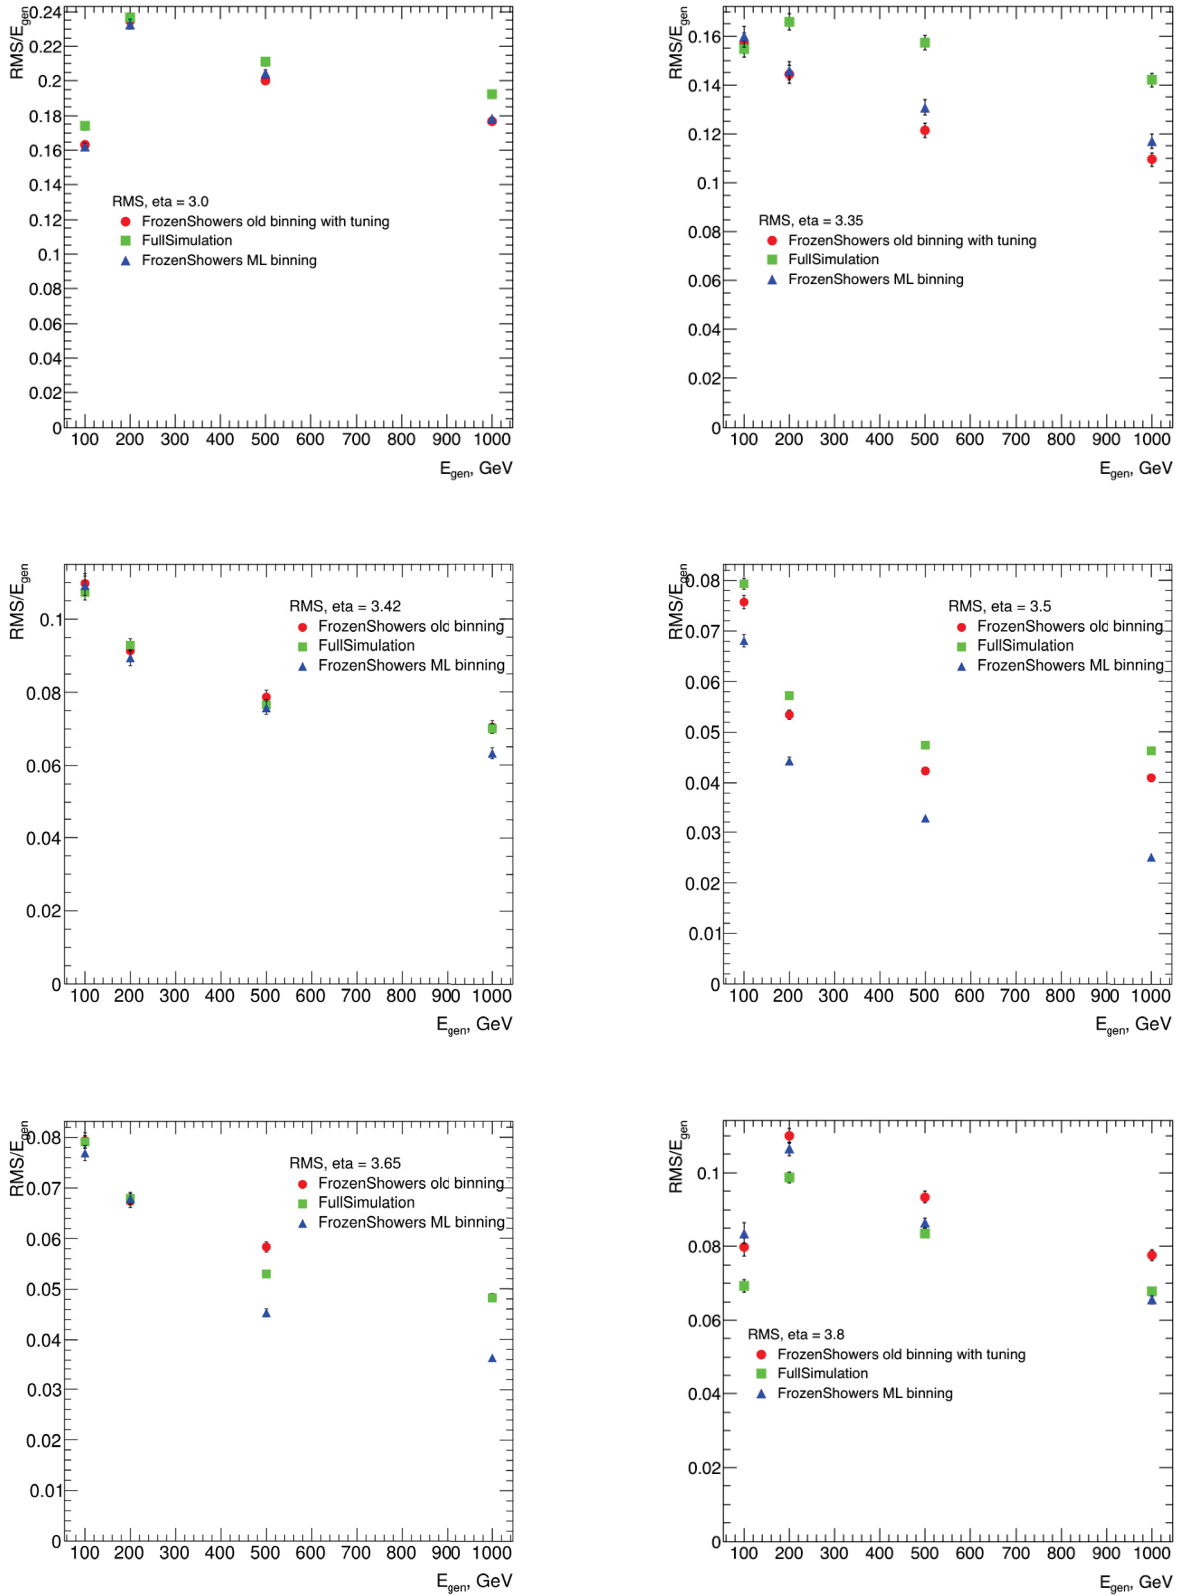 RMS/E_gen
0.24
0.22
0.2
0.18
0.16
0.14
0.12
0.1
0.08
0.06
0.04
0.02
0
RMS, eta = 3.0
FrozenShowers old binning with tuning
FullSimulation
FrozenShowers ML binning
100 200 300 400 500 600 700 800 900 1000
E_gen, GeV
RMS/E_gen
0.16
0.14
0.12
0.1
0.08
0.06
0.04
0.02
0
RMS, eta = 3.35
FrozenShowers old binning with tuning
FullSimulation
FrozenShowers ML binning
100 200 300 400 500 600 700 800 900 1000
E_gen, GeV
RMS/E_gen
0.1
0.08
0.06
0.04
0.02
0
RMS, eta = 3.42
FrozenShowers old binning
FullSimulation
FrozenShowers ML binning
100 200 300 400 500 600 700 800 900 1000
E_gen, GeV
RMS/E_gen
0.08
0.07
0.06
0.05
0.04
0.03
0.02
0.01
0
RMS, eta = 3.5
FrozenShowers old binning
FullSimulation
FrozenShowers ML binning
100 200 300 400 500 600 700 800 900 1000
E_gen, GeV
RMS/E_gen
0.08
0.07
0.06
0.05
0.04
0.03
0.02
0.01
0
RMS, eta = 3.65
FrozenShowers old binning
FullSimulation
FrozenShowers ML binning
100 200 300 400 500 600 700 800 900 1000
E_gen, GeV
RMS/E_gen
0.1
0.08
0.06
0.04
0.02
0
RMS, eta = 3.8
FrozenShowers old binning with tuning
FullSimulation
FrozenShowers ML binning
100 200 300 400 500 600 700 800 900 1000
E_gen, GeV